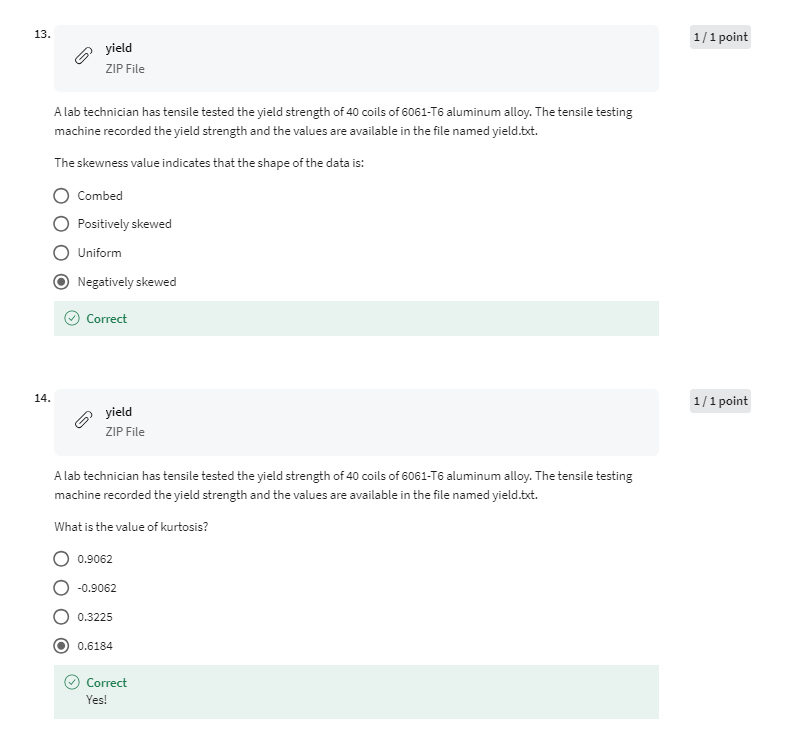 13.
yield
ZIP File
1 / 1 point
A lab technician has tensile tested the yield strength of 40 coils of 6061-T6 aluminum alloy. The tensile testing
machine recorded the yield strength and the values are available in the file named yield.txt.
The skewness value indicates that the shape of the data is:
Combed
Positively skewed
Uniform
Negatively skewed
Correct
14.
yield
ZIP File
1 / 1 point
A lab technician has tensile tested the yield strength of 40 coils of 6061-T6 aluminum alloy. The tensile testing
machine recorded the yield strength and the values are available in the file named yield.txt.
What is the value of kurtosis?
0.9062
-0.9062
0.3225
0.6184
Correct
Yes!